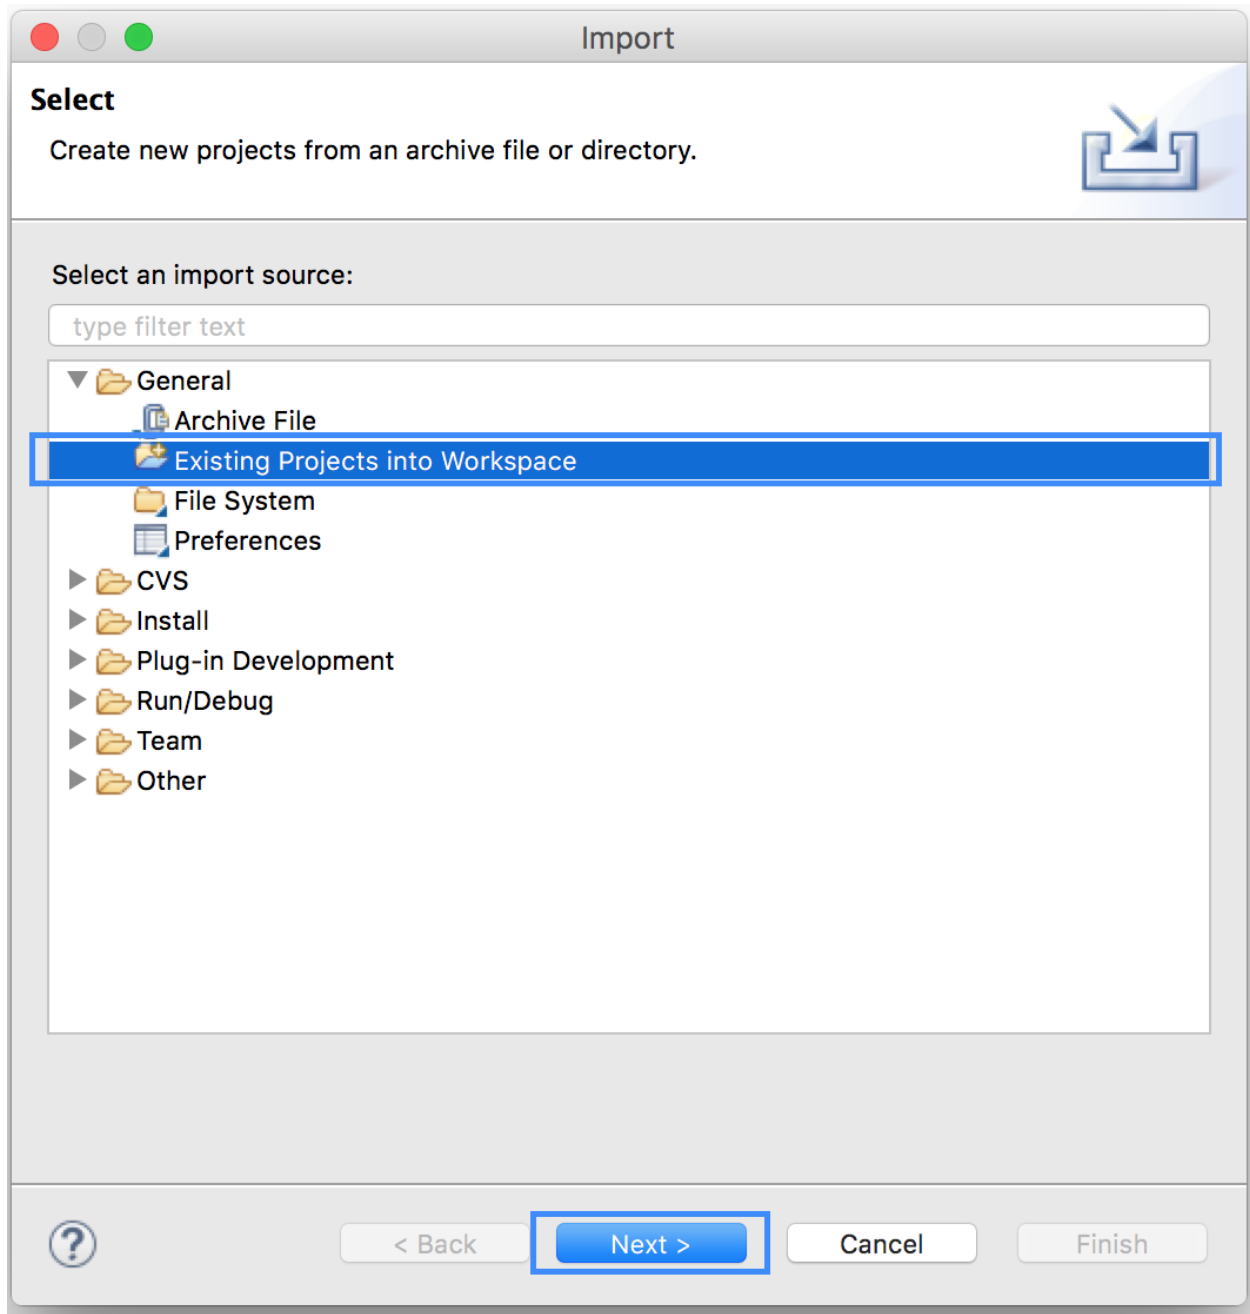 Import
Select
Create new projects from an archive file or directory.
Select an import source:
type filter text
General
Archive File
Existing Projects into Workspace
File System
Preferences
CVS
Install
Plug-in Development
Run/Debug
Team
Other
? < Back Next > Cancel Finish